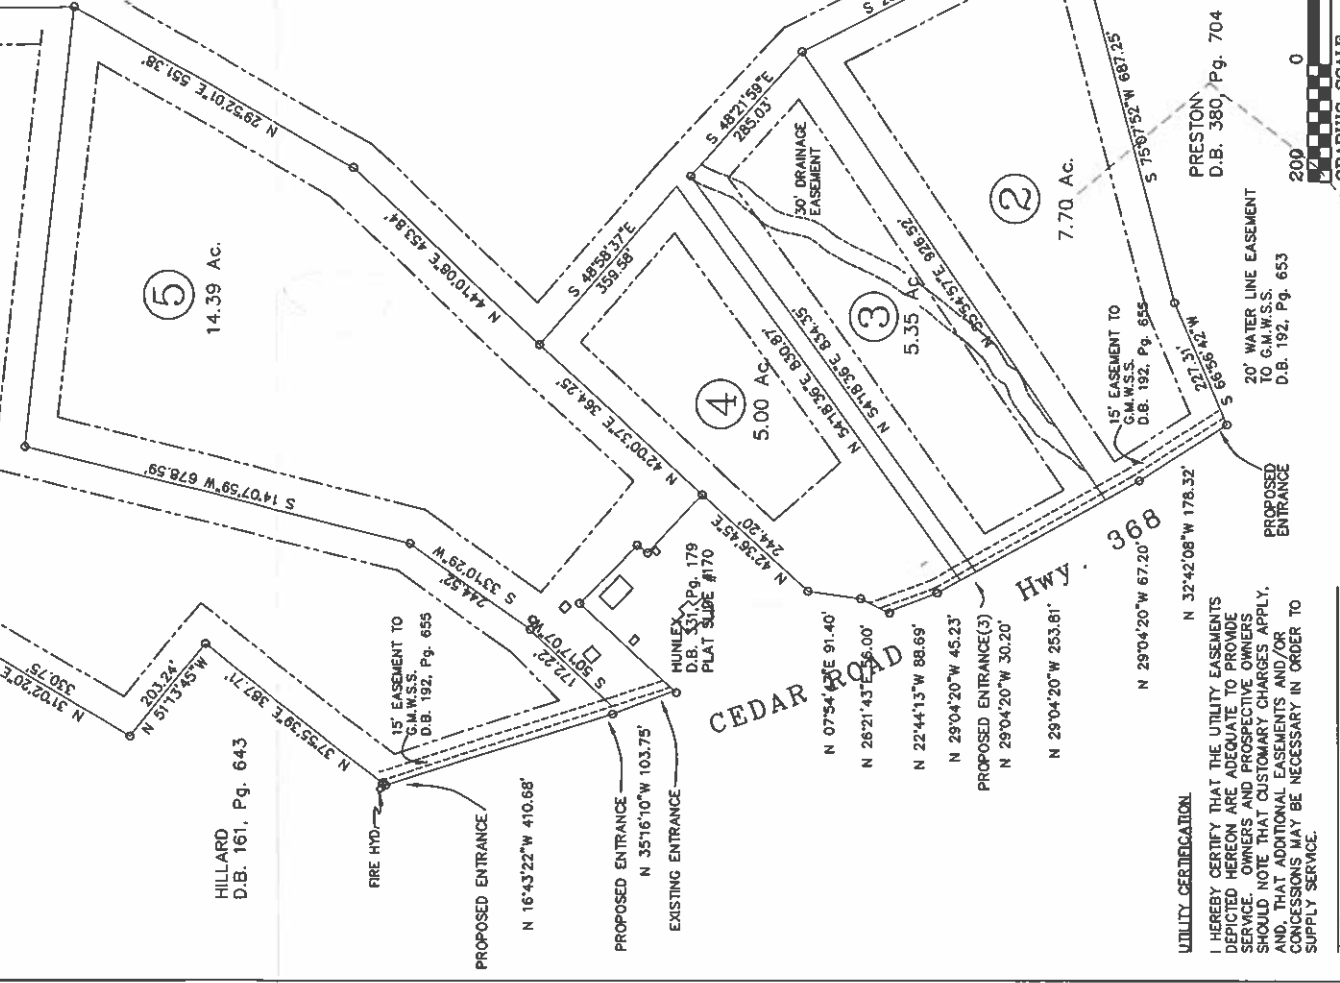 N 29°52'01"E 551.38'
5
14.39 Ac.
N 44°10'08"E 453.84'
S 14°07'59"W 678.59'
S 33°10'29"W
244.52'
S 50°17'07"W
172.22'
N 31°02'20"E
330.75'
N 51°13'45"W
203.24'
N 37°55'39"E 387.71'
HILLARD
D.B. 161, Pg. 643
FIRE HYD.
15' EASEMENT TO
G.M.W.S.S.
D.B. 192, Pg. 655
PROPOSED ENTRANCE
N 16°43'22"W 410.68'
PROPOSED ENTRANCE
N 35°16'10"W 103.75'
EXISTING ENTRANCE
HUNLEX
D.B. 331, Pg. 179
PLAT SLIDE #170
N 42°00'37"E 364.25'
N 42°36'45"E
244.20'
S 48°58'37"E
359.58'
4
5.00 Ac.
N 54°18'36"E 830.87'
N 54°18'36"E 834.35'
S 48°21'59"E
285.03'
30' DRAINAGE
EASEMENT
3
5.35 Ac.
N 55°54'57"E 926.52'
2
7.70 Ac.
S 75°07'52"W 687.25'
PRESTON
D.B. 380, Pg. 704
227.31'
S 66°56'42"W
15' EASEMENT TO
G.M.W.S.S.
D.B. 192, Pg. 655
20' WATER LINE EASEMENT
TO G.M.W.S.S.
D.B. 192, Pg. 653
CEDAR ROAD
Hwy. 368
N 26°21'43"E 56.00'
N 22°44'13"W 88.69'
N 29°04'20"W 45.23'
PROPOSED ENTRANCE(3)
N 29°04'20"W 30.20'
N 29°04'20"W 253.81'
N 29°04'20"W 67.20'
N 32°42'08"W 178.32'
PROPOSED
ENTRANCE
200 0
GRAPHIC SCALE
UTILITY CERTIFICATION
I HEREBY CERTIFY THAT THE UTILITY EASEMENTS
DEPICTED HEREON ARE ADEQUATE TO PROVIDE
SERVICE. OWNERS AND PROSPECTIVE OWNERS
SHOULD NOTE THAT CUSTOMARY CHARGES APPLY.
AND, THAT ADDITIONAL EASEMENTS AND/OR
CONCESSIONS MAY BE NECESSARY IN ORDER TO
SUPPLY SERVICE.